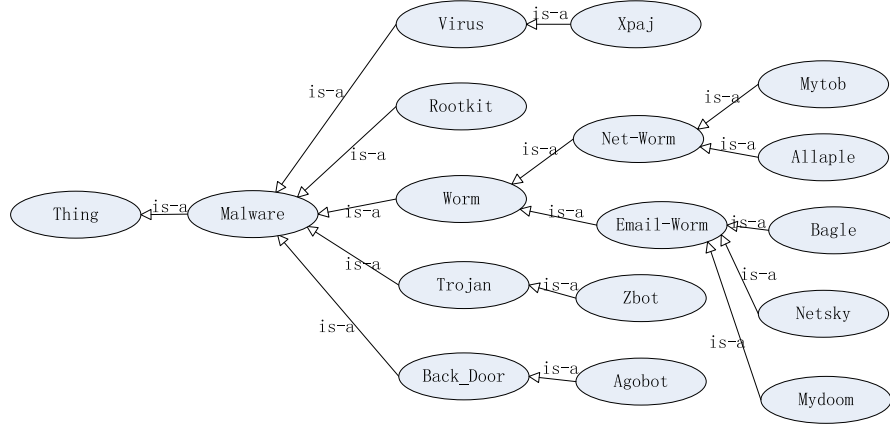 Virus
is-a
Xpaj
is-a
Rootkit
is-a
Mytob
is-a
Net-Worm
is-a
is-a
Allaple
Thing
is-a
Malware
is-a
Worm
is-a
Email-Worm
is-a
Bagle
is-a
Trojan
is-a
Zbot
is-a
Netsky
is-a
Back_Door
is-a
Agobot
is-a
Mydoom